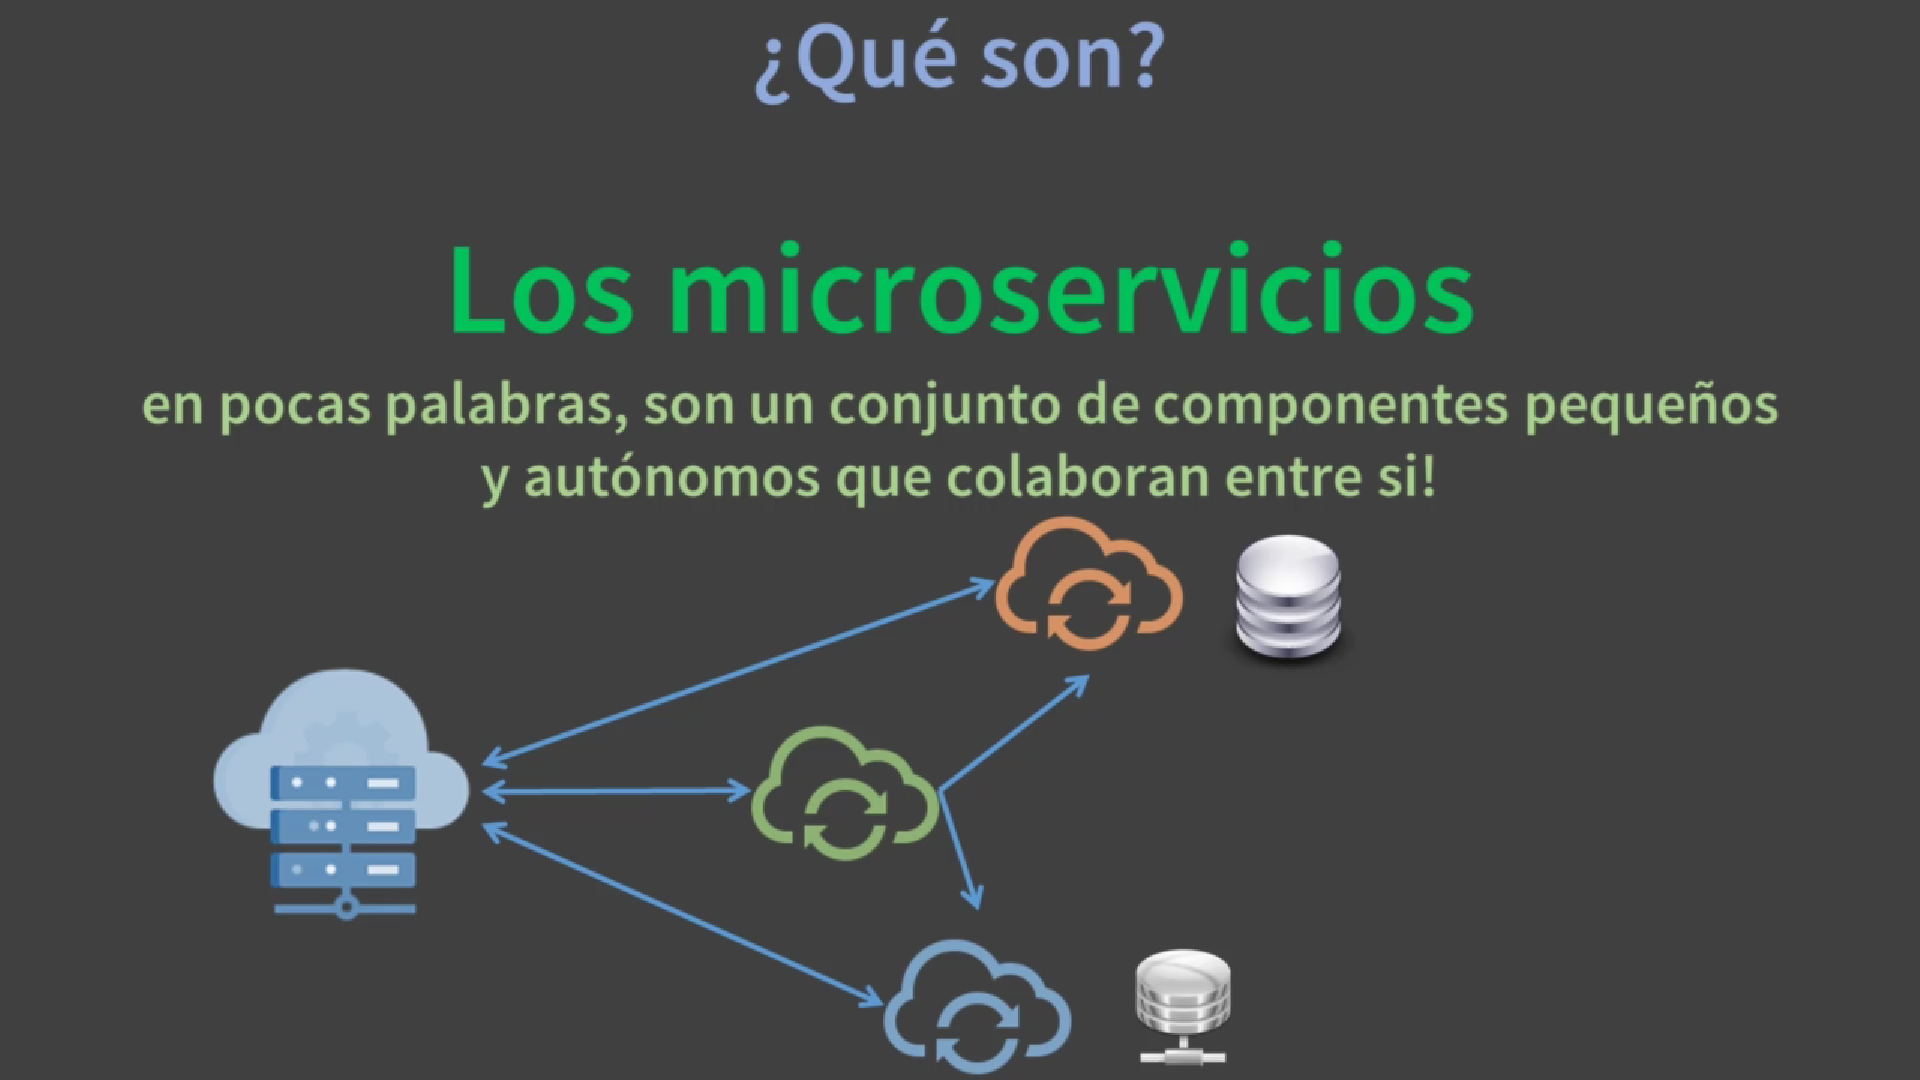 ¿Qué son?
Los microservicios
en pocas palabras, son un conjunto de componentes pequeños
y autónomos que colaboran entre si!